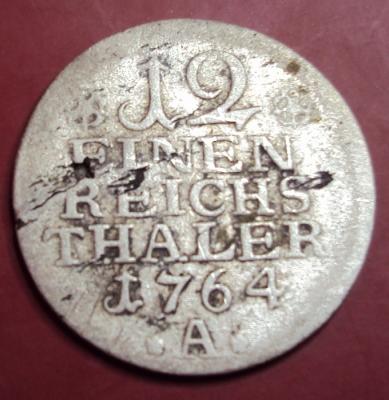 12
EINEN
REICHS
THALER
1764
A